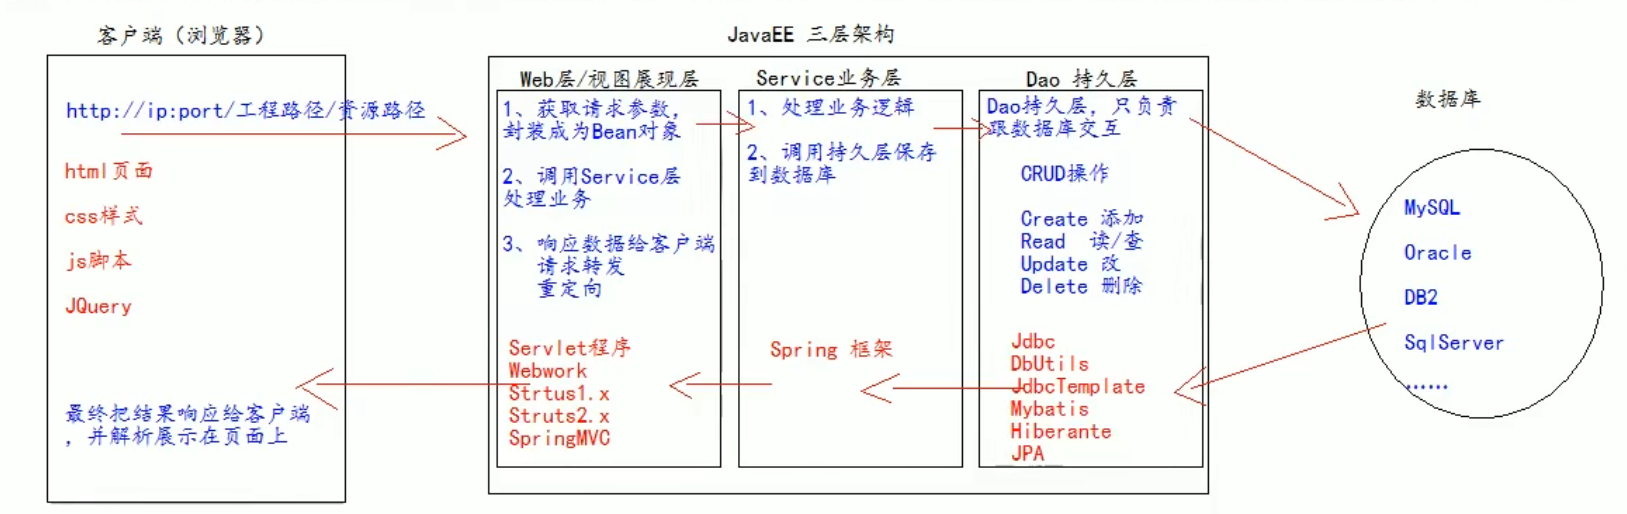 客户端（浏览器）
http://ip:port/工程路径/资源路径
html页面
css样式
js脚本
JQuery
最终把结果响应给客户端
，并解析展示在页面上
JavaEE 三层架构
Web层/视图展现层
1、获取请求参数，
封装成为Bean对象
2、调用Service层
处理业务
3、响应数据给客户端
请求转发
重定向
Servlet程序
Webwork
Strtus1.x
Struts2.x
SpringMVC
Service业务层
1、处理业务逻辑
2、调用持久层保存
到数据库
Spring 框架
Dao 持久层
Dao持久层，只负责
跟数据库交互
CRUD操作
Create 添加
Read 读/查
Update 改
Delete 删除
Jdbc
DbUtils
JdbcTemplate
Mybatis
Hiberante
JPA
数据库
MySQL
Oracle
DB2
SqlServer
......